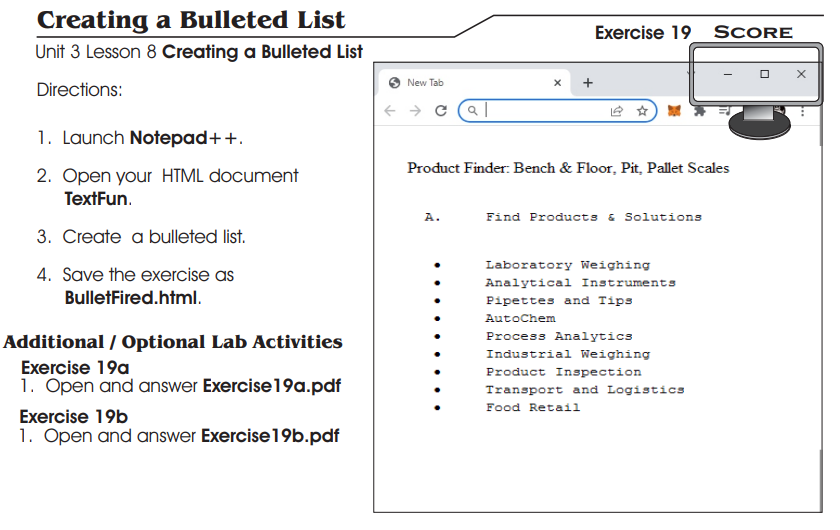 Creating a Bulleted List
Exercise 19 SCORE
Unit 3 Lesson 8 Creating a Bulleted List
Directions:
1. Launch Notepad++.
2. Open your HTML document
TextFun.
3. Create a bulleted list.
4. Save the exercise as
BulletFired.html.
Additional / Optional Lab Activities
Exercise 19a
1. Open and answer Exercise19a.pdf
Exercise 19b
1. Open and answer Exercise19b.pdf
New Tab
Product Finder: Bench & Floor, Pit, Pallet Scales
A. Find Products & Solutions
• Laboratory Weighing
• Analytical Instruments
• Pipettes and Tips
• AutoChem
• Process Analytics
• Industrial Weighing
• Product Inspection
• Transport and Logistics
• Food Retail